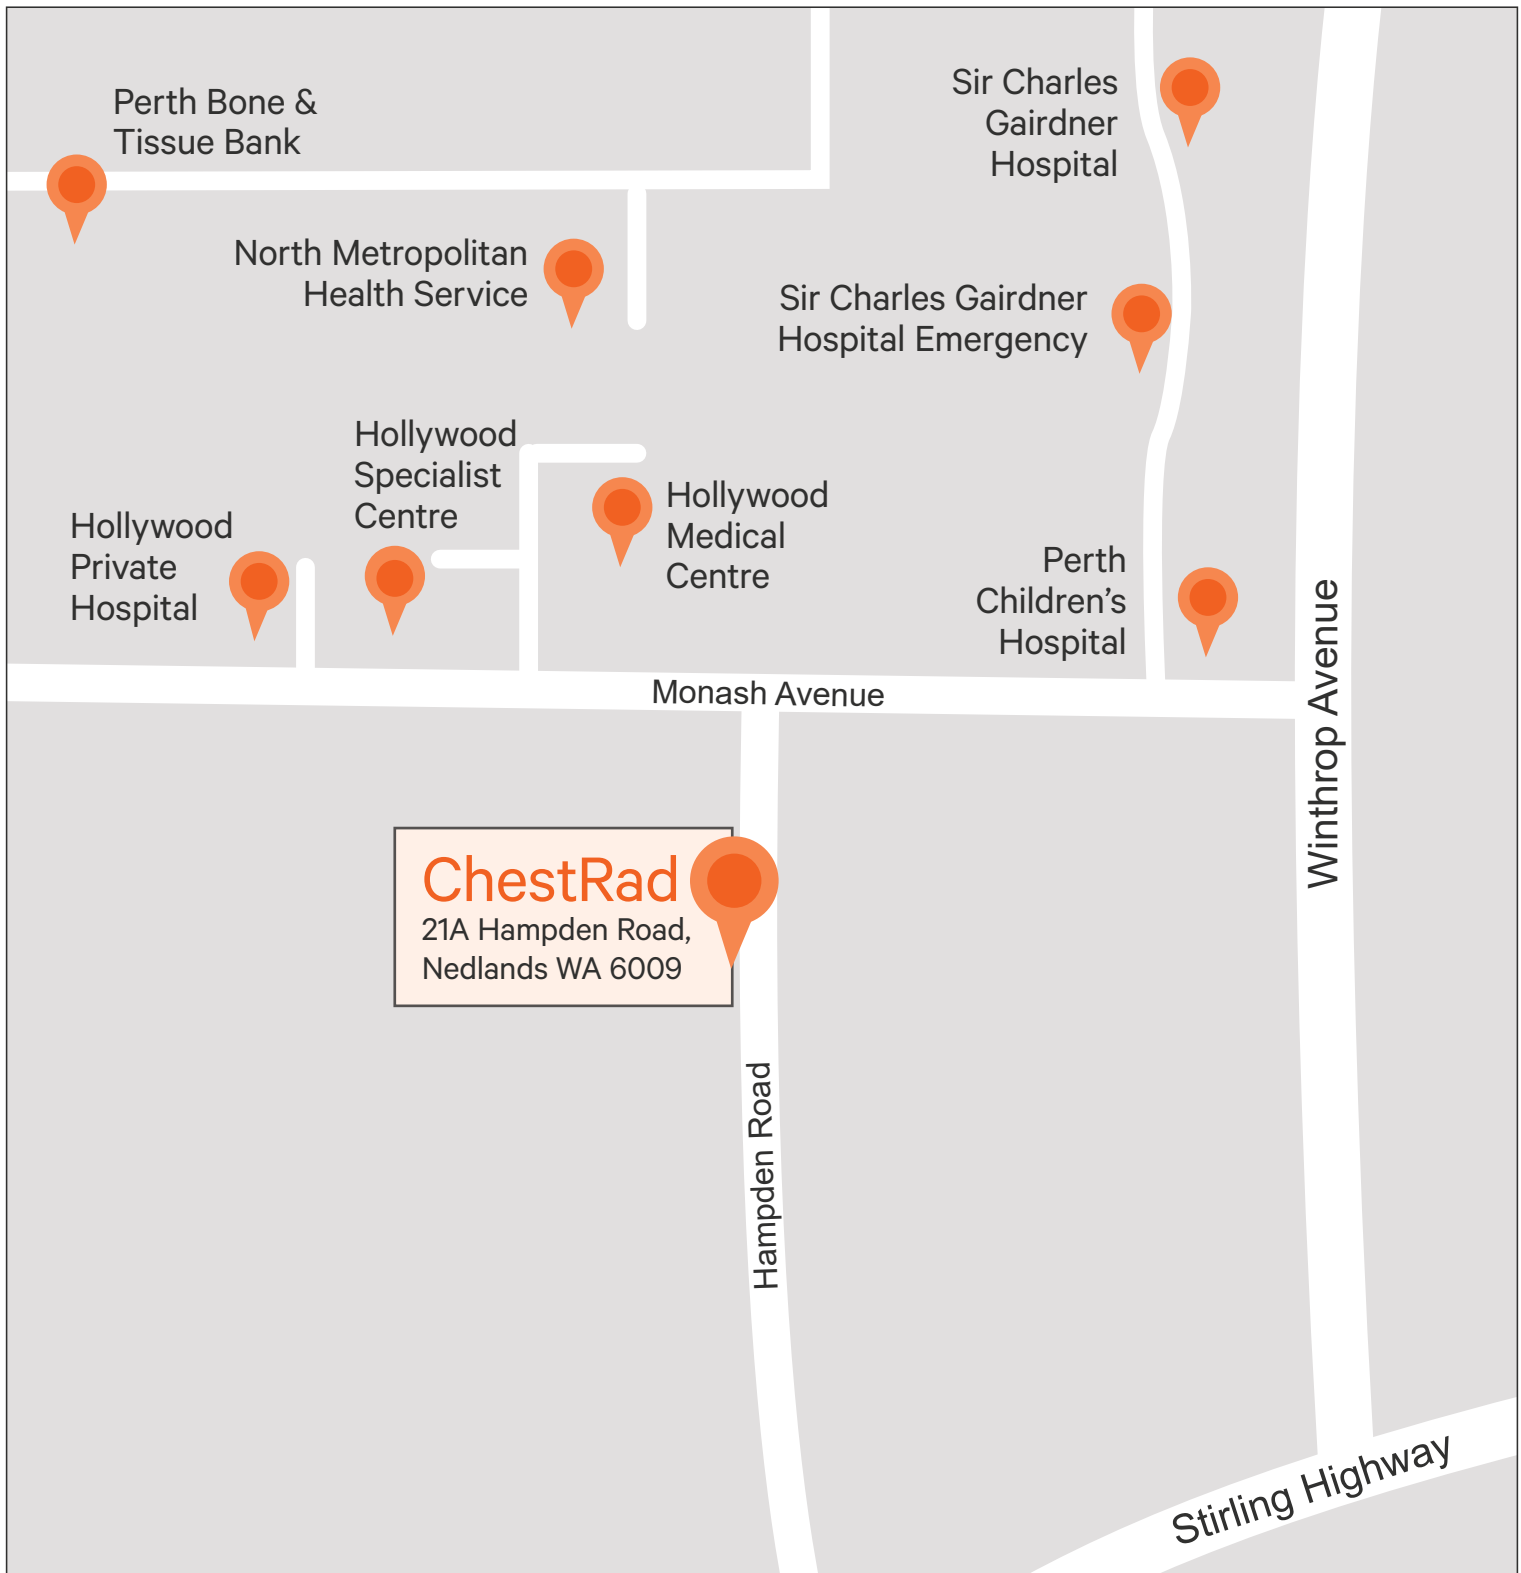 Perth Bone &
Tissue Bank
Sir Charles
Gairdner
Hospital
North Metropolitan
Health Service
Sir Charles Gairdner
Hospital Emergency
Hollywood
Specialist
Centre
Hollywood
Medical
Centre
Hollywood
Private
Hospital
Perth
Children’s
Hospital
Monash Avenue
Winthrop Avenue
ChestRad
21A Hampden Road,
Nedlands WA 6009
Hampden Road
Stirling Highway